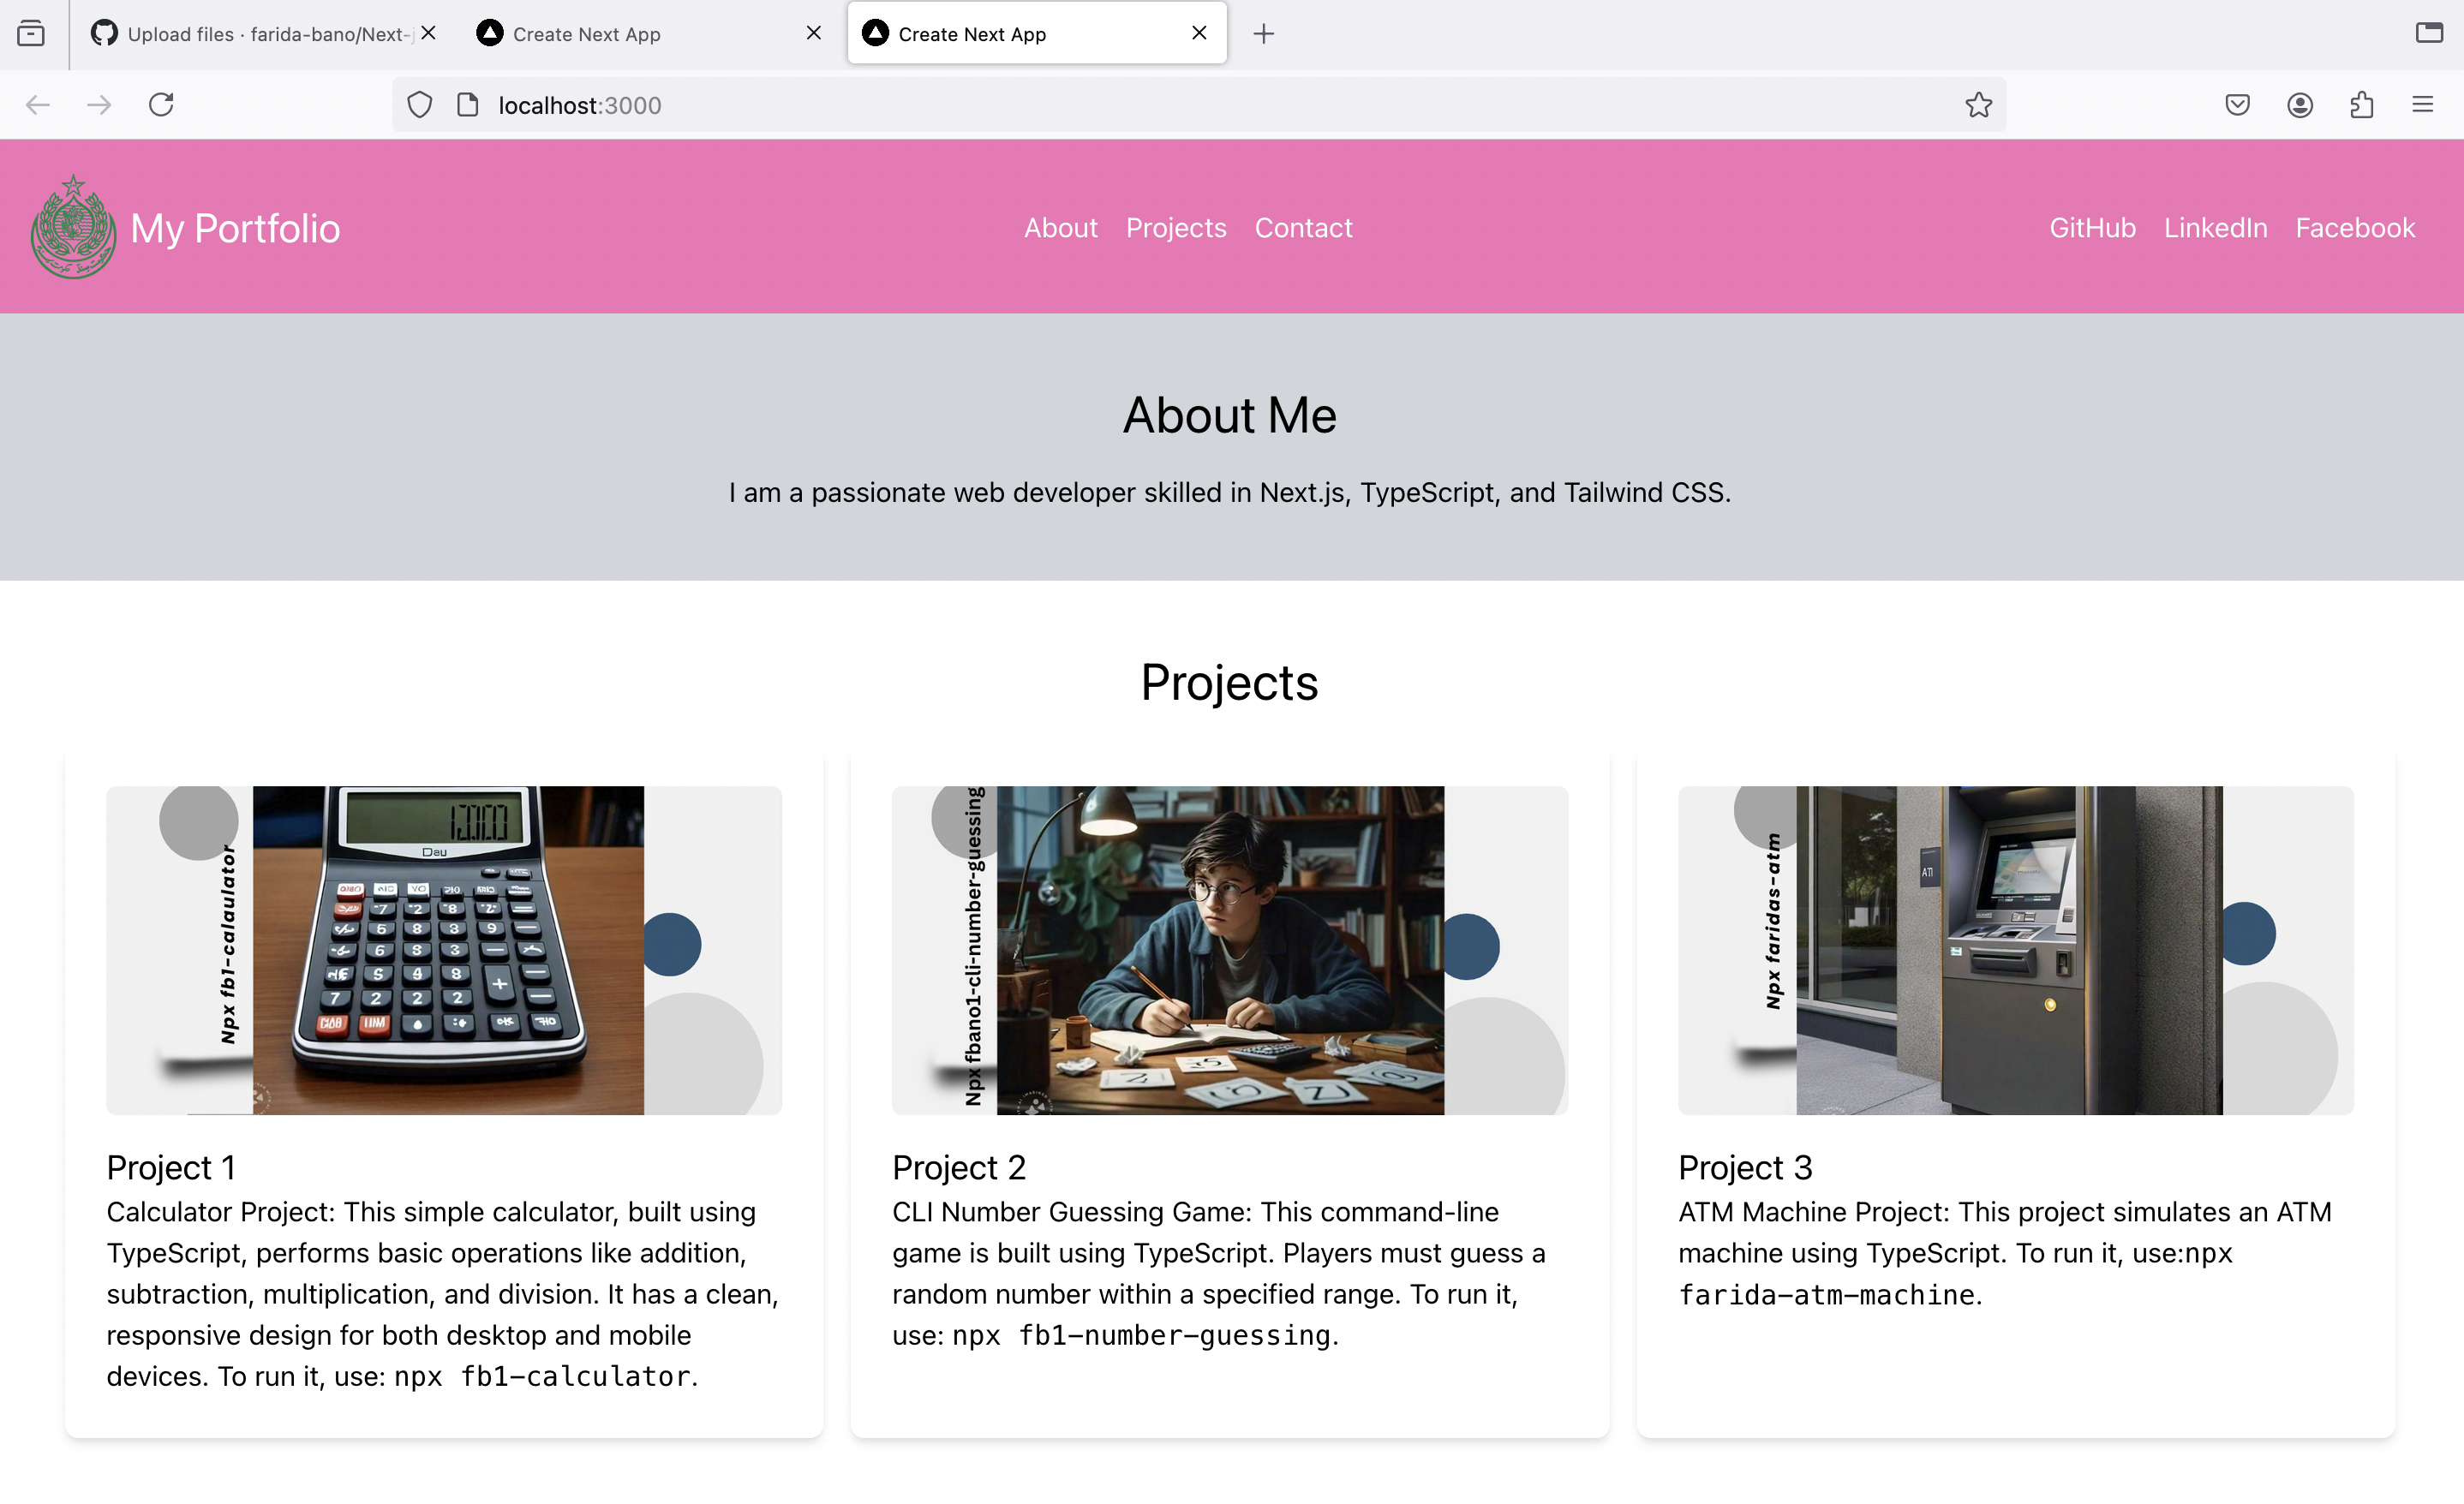 Upload files · farida-bano/Next-j
Create Next App
Create Next App
localhost:3000
My Portfolio
About Projects Contact
GitHub LinkedIn Facebook
About Me
I am a passionate web developer skilled in Next.js, TypeScript, and Tailwind CSS.
Projects
Npx fb1-calaulator
Dau
Npx fbano1-cli-number-guessing
Npx faridas-atm
ATI
Project 1
Calculator Project: This simple calculator, built using
TypeScript, performs basic operations like addition,
subtraction, multiplication, and division. It has a clean,
responsive design for both desktop and mobile
devices. To run it, use: npx fb1-calculator.
Project 2
CLI Number Guessing Game: This command-line
game is built using TypeScript. Players must guess a
random number within a specified range. To run it,
use: npx fb1-number-guessing.
Project 3
ATM Machine Project: This project simulates an ATM
machine using TypeScript. To run it, use:npx
farida-atm-machine.